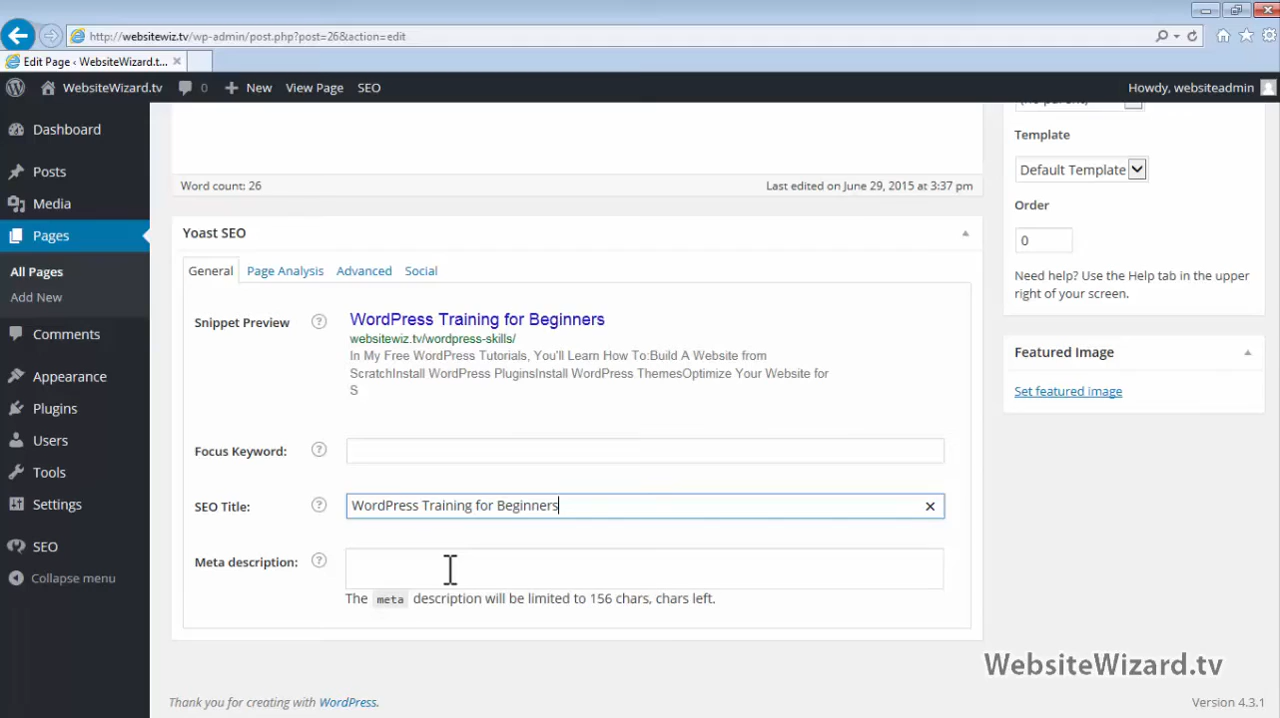 http://websitewiz.tv/wp-admin/post.php?post=26&action=edit
Edit Page ‹ WebsiteWizard.t...
WebsiteWizard.tv 0 New View Page SEO Howdy, websiteadmin
Dashboard
Posts
Media
Pages
All Pages
Add New
Comments
Appearance
Plugins
Users
Tools
Settings
SEO
Collapse menu
Word count: 26 Last edited on June 29, 2015 at 3:37 pm
Yoast SEO
General Page Analysis Advanced Social
Snippet Preview ? WordPress Training for Beginners
websitewiz.tv/wordpress-skills/
In My Free WordPress Tutorials, You'll Learn How To:Build A Website from
ScratchInstall WordPress PluginsInstall WordPress ThemesOptimize Your Website for
S
Focus Keyword: ?
SEO Title: ? WordPress Training for Beginners
Meta description: ?
The meta description will be limited to 156 chars, chars left.
(no parent)
Template
Default Template
Order
0
Need help? Use the Help tab in the upper
right of your screen.
Featured Image
Set featured image
WebsiteWizard.tv
Thank you for creating with WordPress. Version 4.3.1